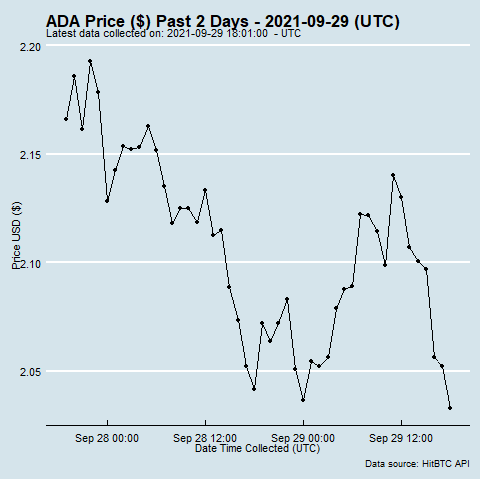 ADA Price ($) Past 2 Days - 2021-09-29 (UTC)
Latest data collected on: 2021-09-29 18:01:00  - UTC
2.20
2.15
2.10
2.05
Price USD ($)
Sep 28 00:00
Sep 28 12:00
Sep 29 00:00
Sep 29 12:00
Date Time Collected (UTC)
Data source: HitBTC API